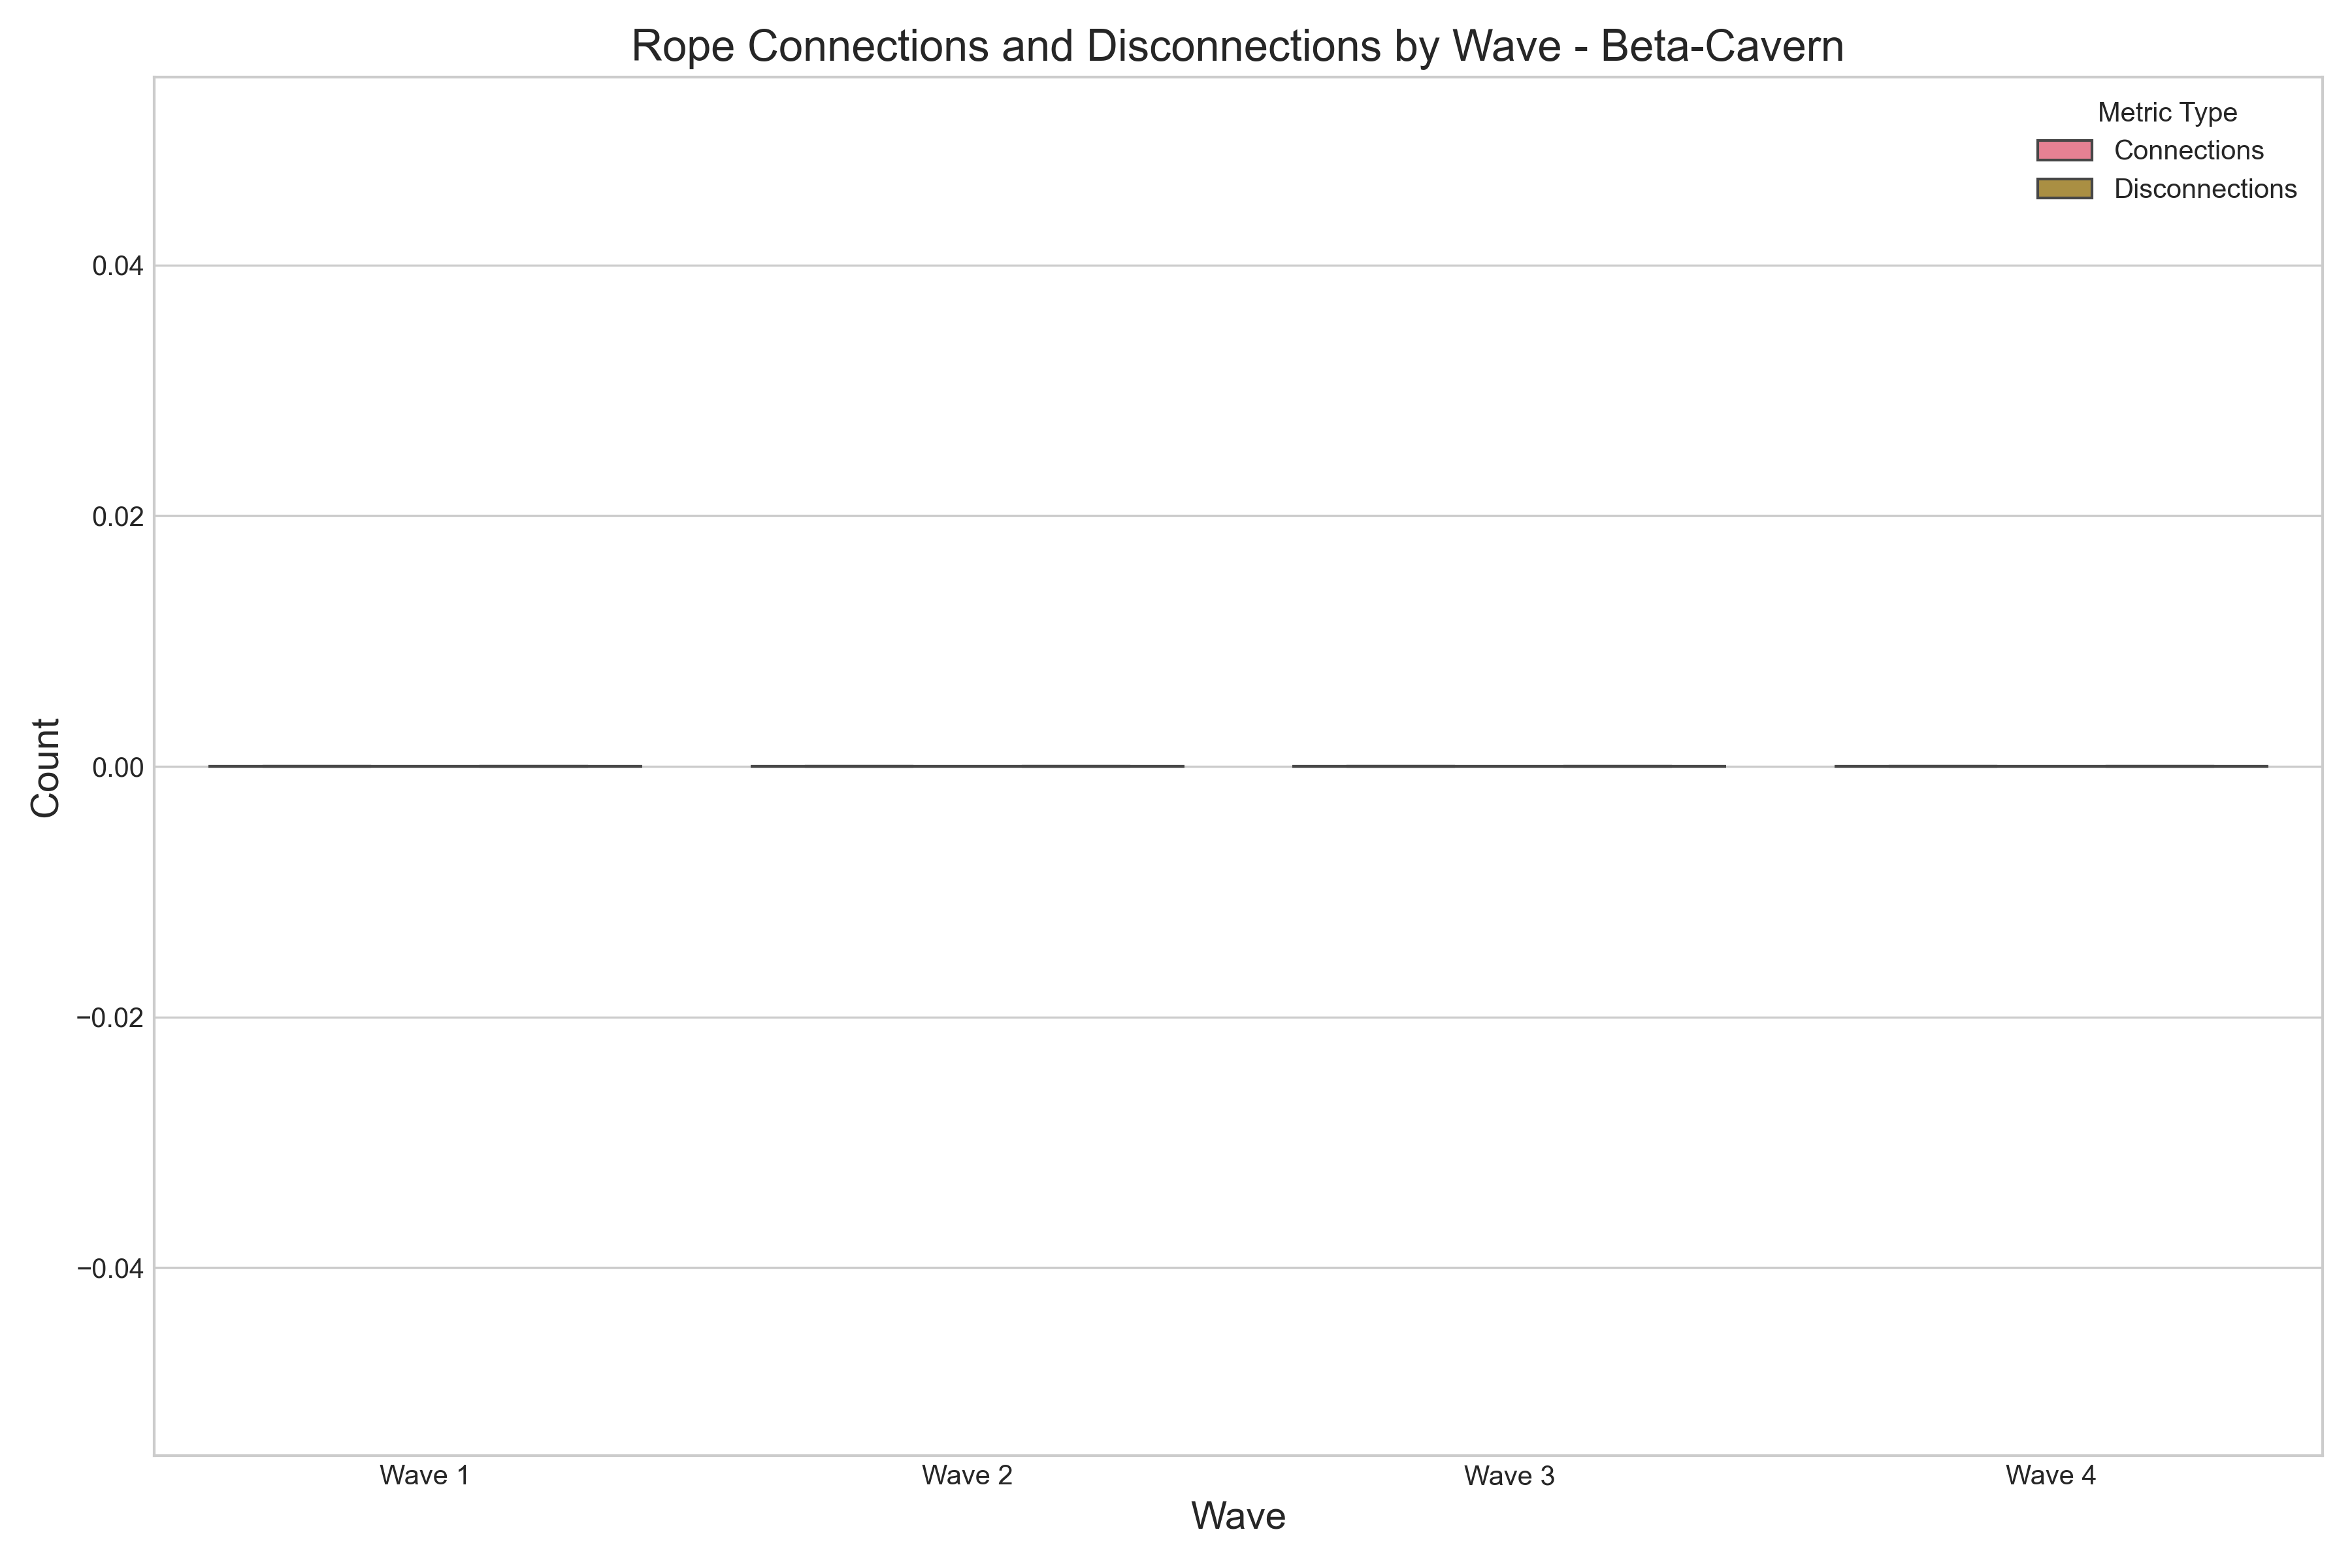 Rope Connections and Disconnections by Wave - Beta-Cavern
Metric Type
Connections
Disconnections
0.04
0.02
0.00
−0.02
−0.04
Count
Wave 1
Wave 2
Wave 3
Wave 4
Wave